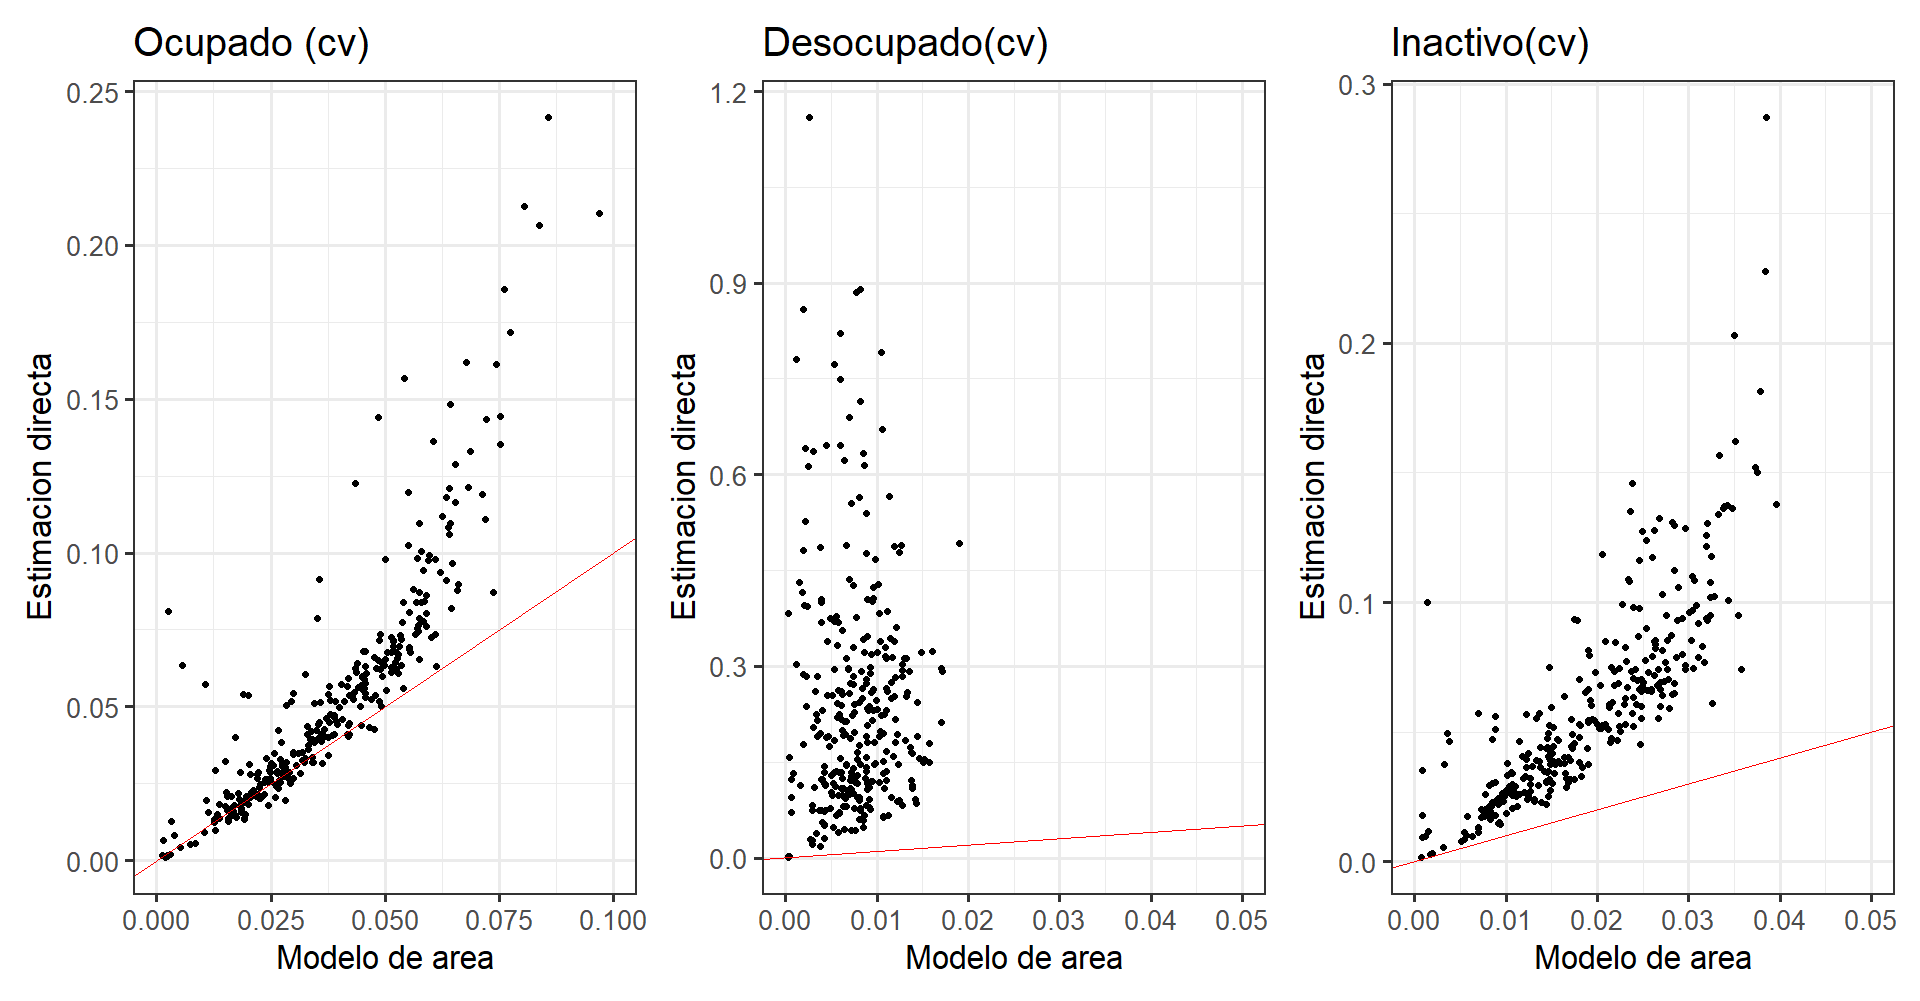 Ocupado (cv)
Estimacion directa
0.25
0.20
0.15
0.10
0.05
0.00
0.000 0.025 0.050 0.075 0.100
Modelo de area
Desocupado(cv)
Estimacion directa
1.2
0.9
0.6
0.3
0.0
0.00 0.01 0.02 0.03 0.04 0.05
Modelo de area
Inactivo(cv)
Estimacion directa
0.3
0.2
0.1
0.0
0.00 0.01 0.02 0.03 0.04 0.05
Modelo de area